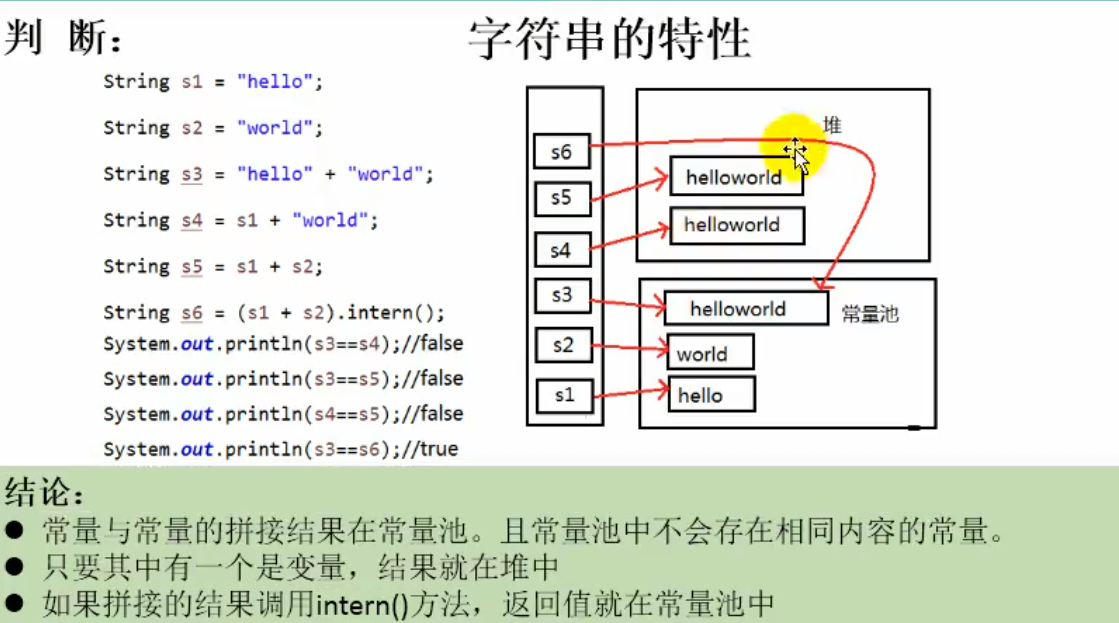 判 断：
字符串的特性
String s1 = "hello";
String s2 = "world";
String s3 = "hello" + "world";
String s4 = s1 + "world";
String s5 = s1 + s2;
String s6 = (s1 + s2).intern();
System.out.println(s3==s4);//false
System.out.println(s3==s5);//false
System.out.println(s4==s5);//false
System.out.println(s3==s6);//true
堆
s6
helloworld
s5
helloworld
s4
s3
helloworld
常量池
s2
world
s1
hello
结论：
● 常量与常量的拼接结果在常量池。且常量池中不会存在相同内容的常量。
● 只要其中有一个是变量，结果就在堆中
● 如果拼接的结果调用intern()方法，返回值就在常量池中